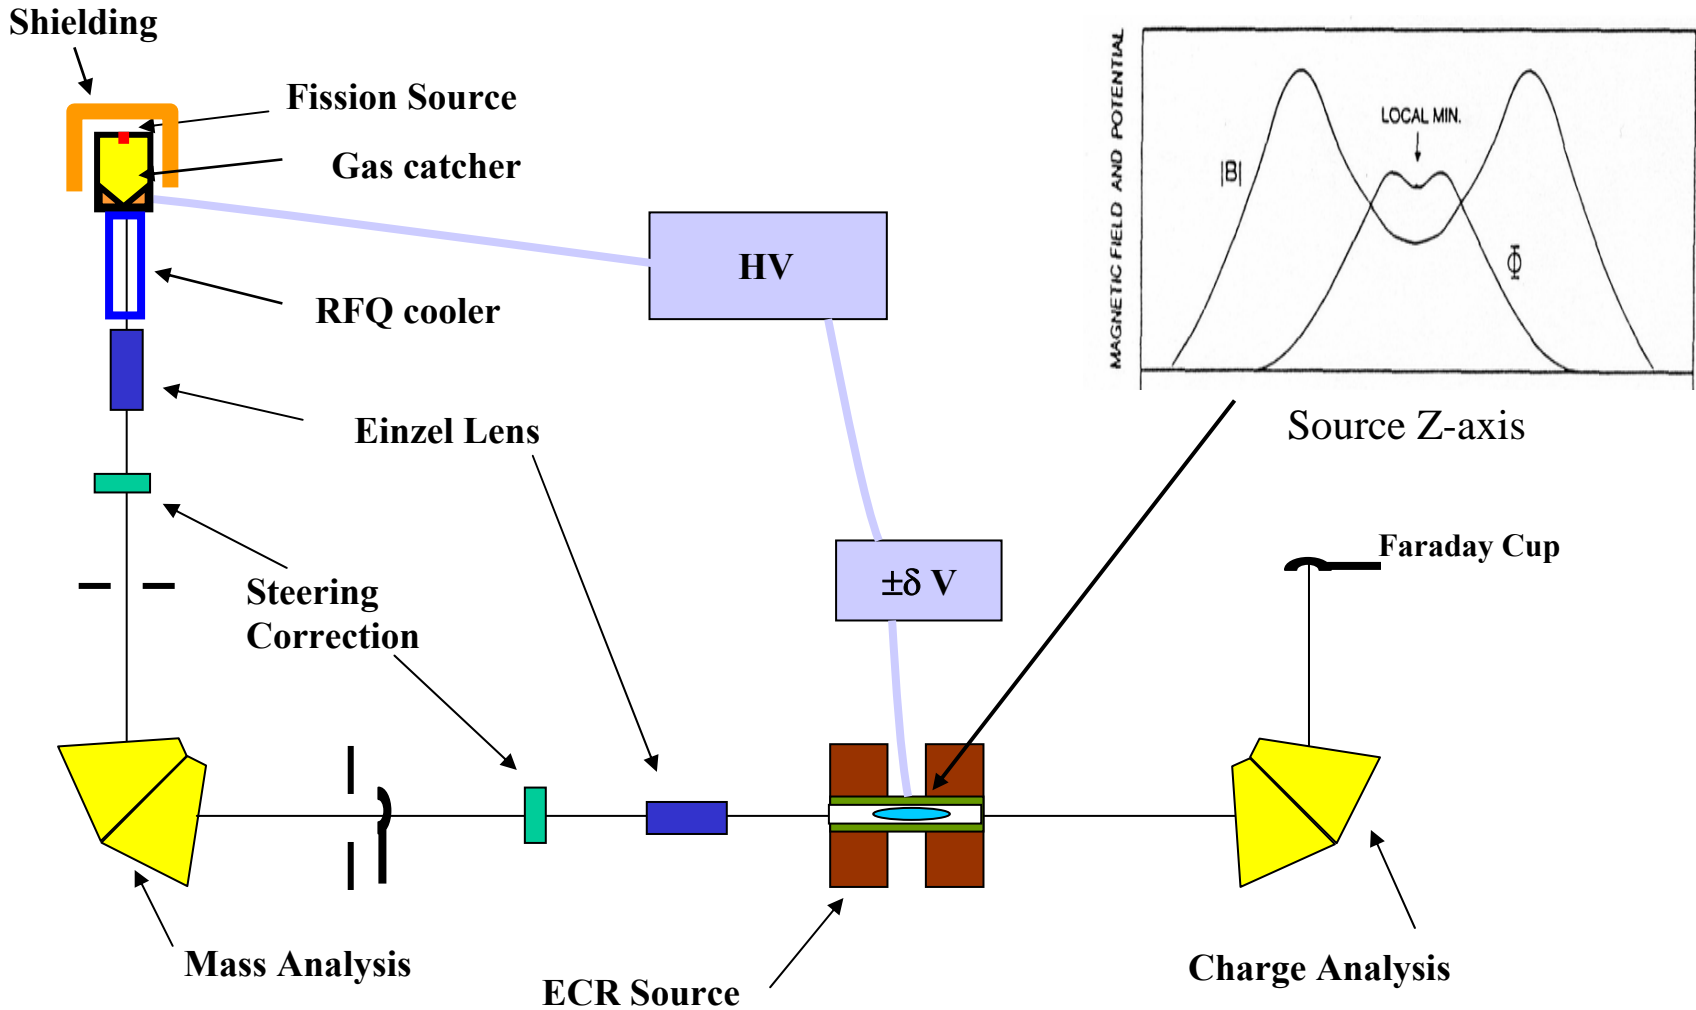 Shielding
Fission Source
Gas catcher
RFQ cooler
Einzel Lens
Steering
Correction
Mass Analysis
ECR Source
HV
±δ V
MAGNETIC FIELD AND POTENTIAL
|B|
LOCAL MIN.
Φ
Source Z-axis
Faraday Cup
Charge Analysis